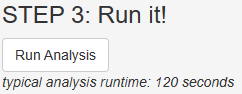 STEP 3: Run it!
Run Analysis
typical analysis runtime: 120 seconds